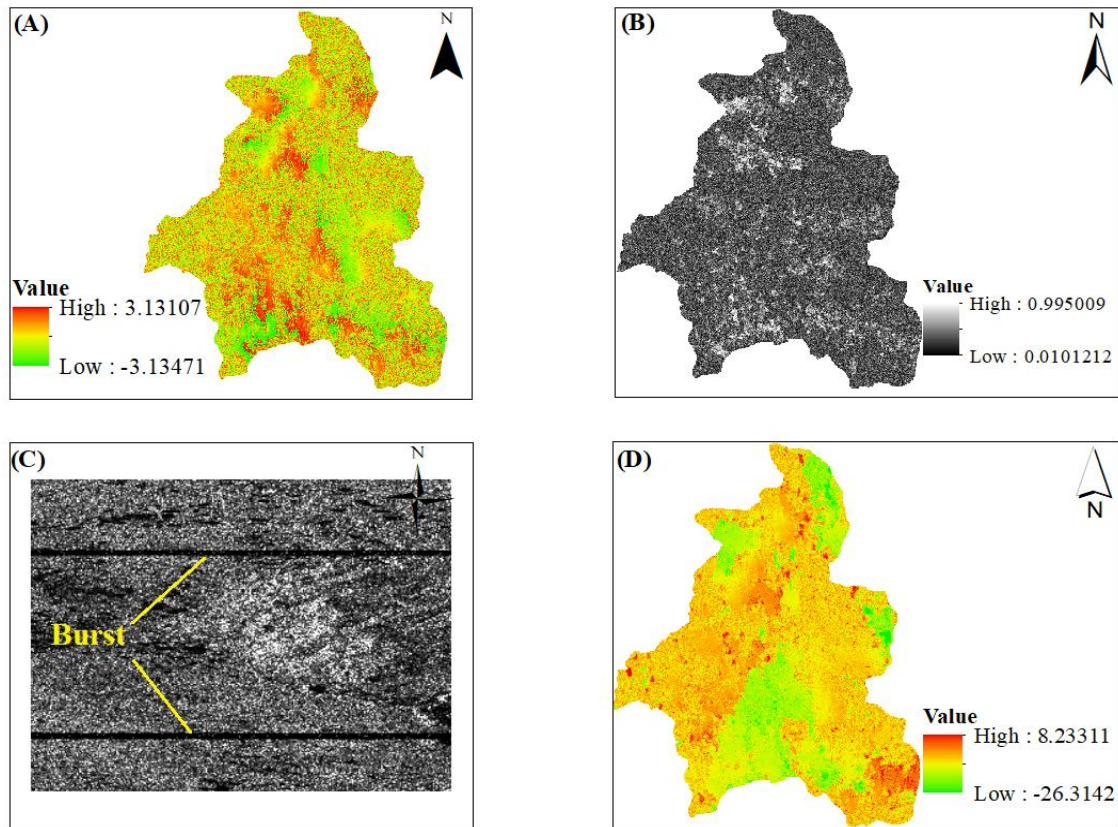 (A)
N
Value
High : 3.13107
Low : -3.13471
(B)
N
Value
High : 0.995009
Low : 0.0101212
(C)
N
Burst
(D)
N
Value
High : 8.23311
Low : -26.3142